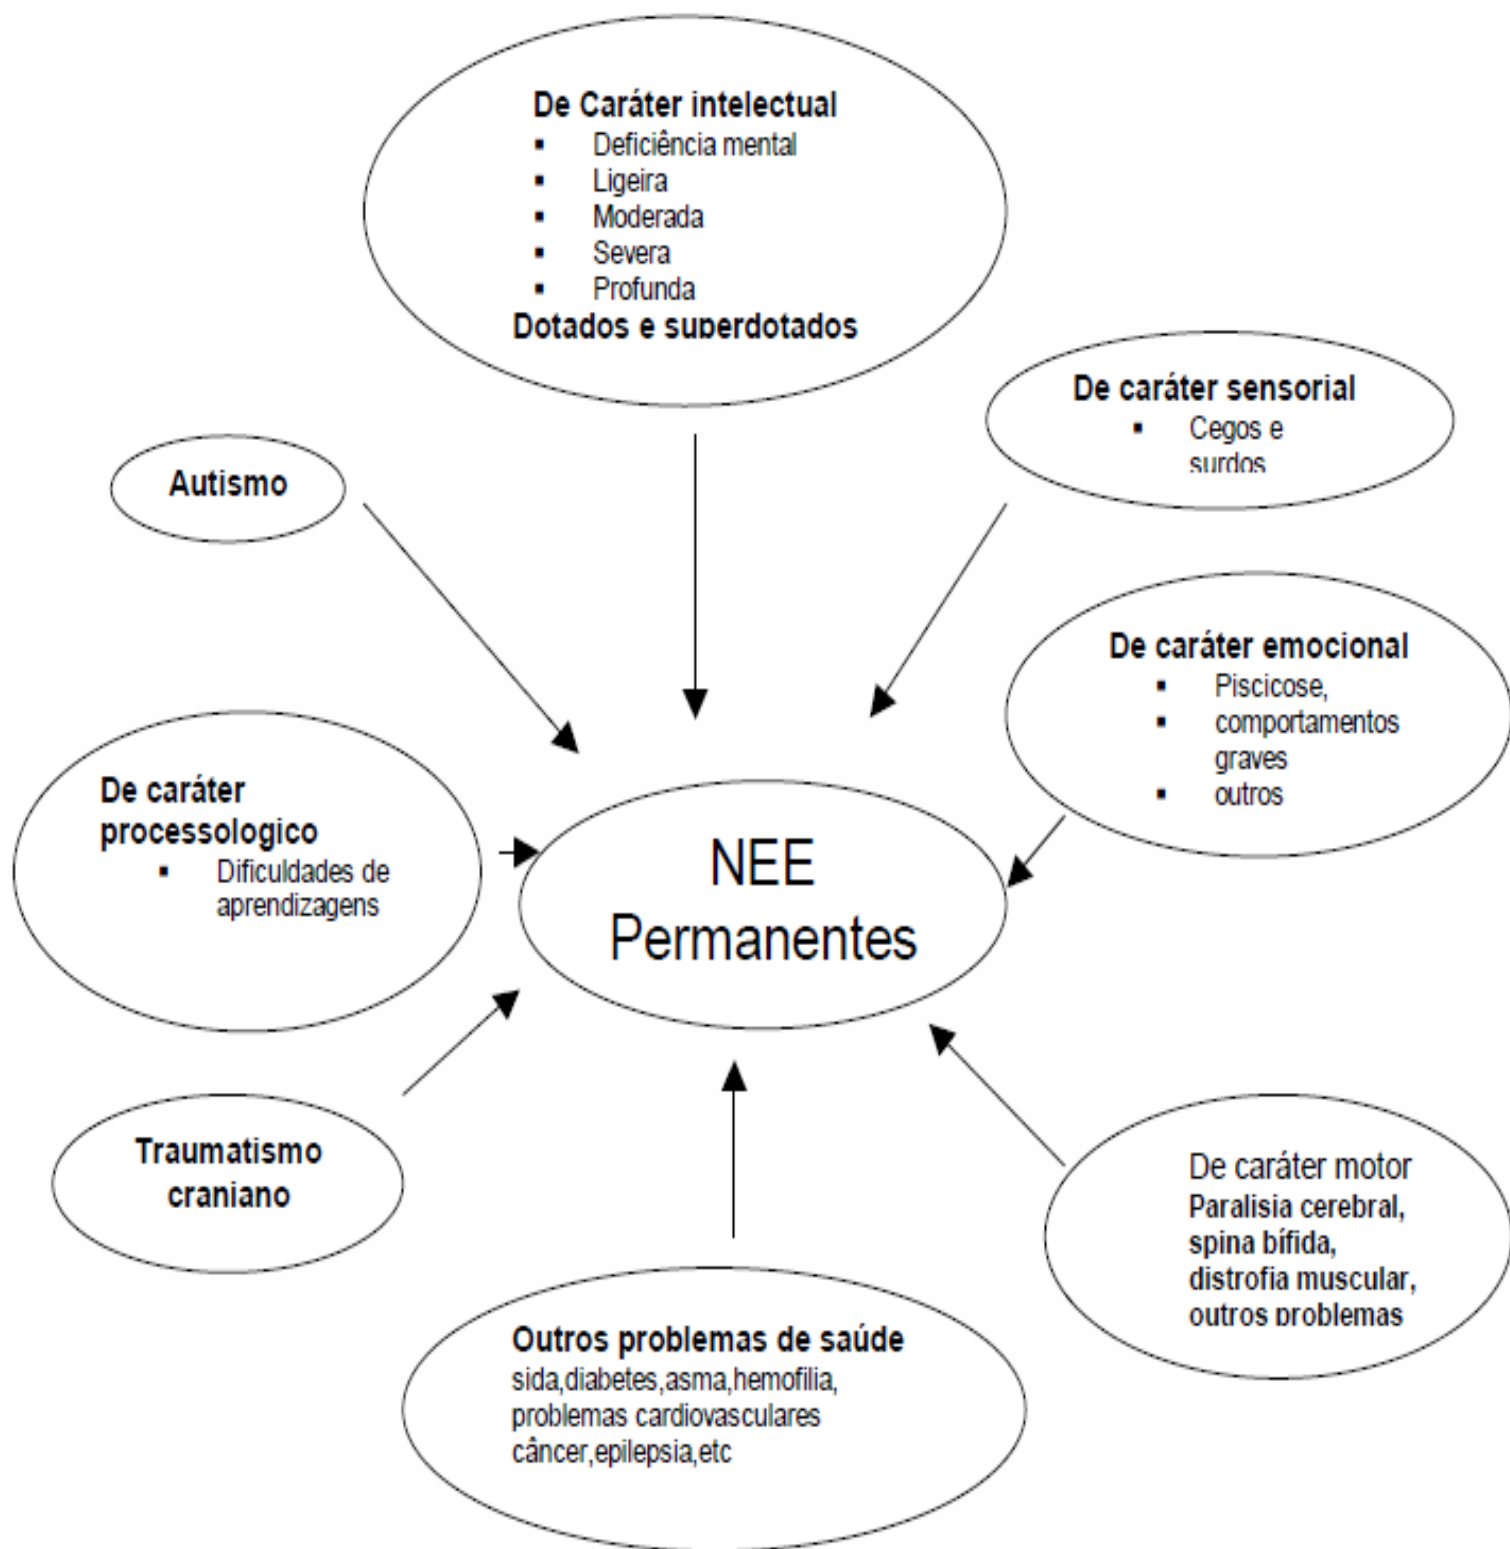 De Caráter intelectual
▪ Deficiência mental
▪ Ligeira
▪ Moderada
▪ Severa
▪ Profunda
Dotados e superdotados
De caráter sensorial
▪ Cegos e
surdos
Autismo
De caráter emocional
▪ Piscicose,
▪ comportamentos
graves
▪ outros
De caráter
processologico
▪ Dificuldades de
aprendizagens
NEE
Permanentes
Traumatismo
craniano
De caráter motor
Paralisia cerebral,
spina bífida,
distrofia muscular,
outros problemas
Outros problemas de saúde
sida,diabetes,asma,hemofilia,
problemas cardiovasculares
câncer,epilepsia,etc